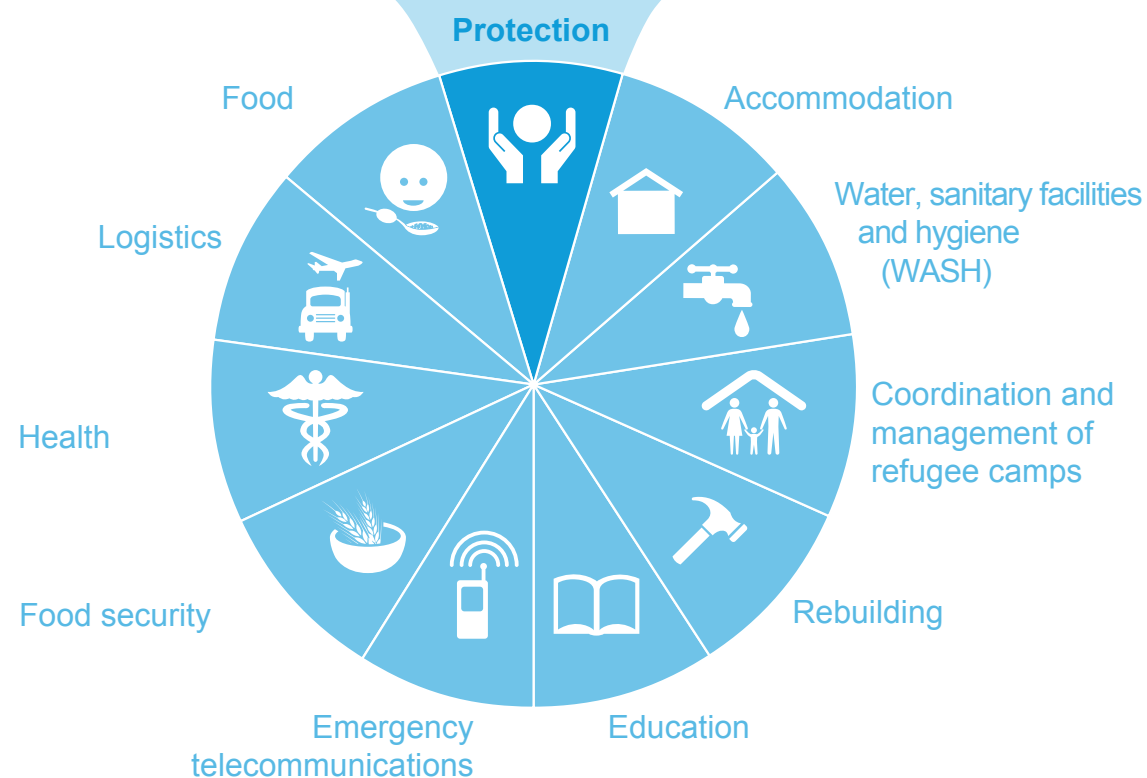 Protection
Accommodation
Water, sanitary facilities
and hygiene
(WASH)
Coordination and
management of
refugee camps
Rebuilding
Education
Emergency
telecommunications
Food security
Health
Logistics
Food